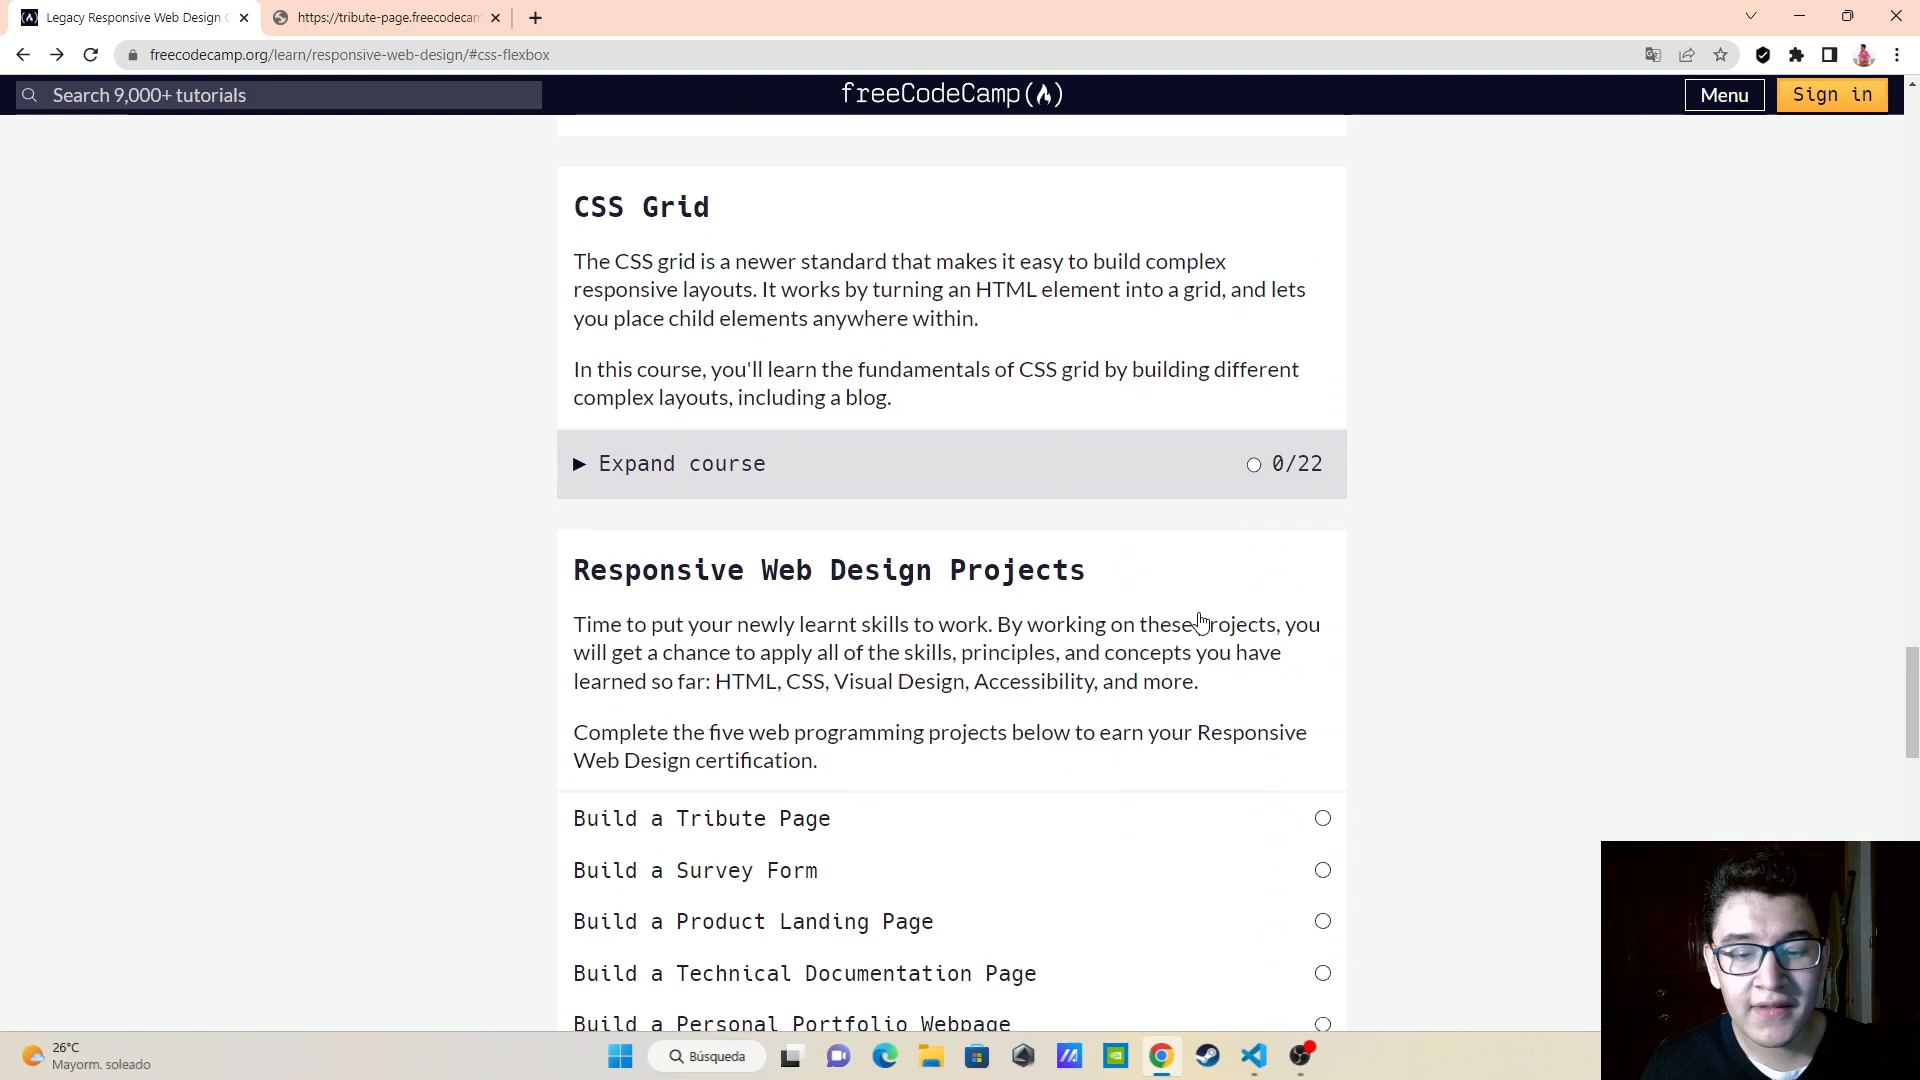 Legacy Responsive Web Design C
https://tribute-page.freecodecam
freecodecamp.org/learn/responsive-web-design/#css-flexbox
Search 9,000+ tutorials
freeCodeCamp
Menu
Sign in
CSS Grid
The CSS grid is a newer standard that makes it easy to build complex
responsive layouts. It works by turning an HTML element into a grid, and lets
you place child elements anywhere within.
In this course, you'll learn the fundamentals of CSS grid by building different
complex layouts, including a blog.
Expand course
0/22
Responsive Web Design Projects
Time to put your newly learnt skills to work. By working on these projects, you
will get a chance to apply all of the skills, principles, and concepts you have
learned so far: HTML, CSS, Visual Design, Accessibility, and more.
Complete the five web programming projects below to earn your Responsive
Web Design certification.
Build a Tribute Page
Build a Survey Form
Build a Product Landing Page
Build a Technical Documentation Page
Build a Personal Portfolio Webpage
26°C
Mayorm. soleado
Búsqueda